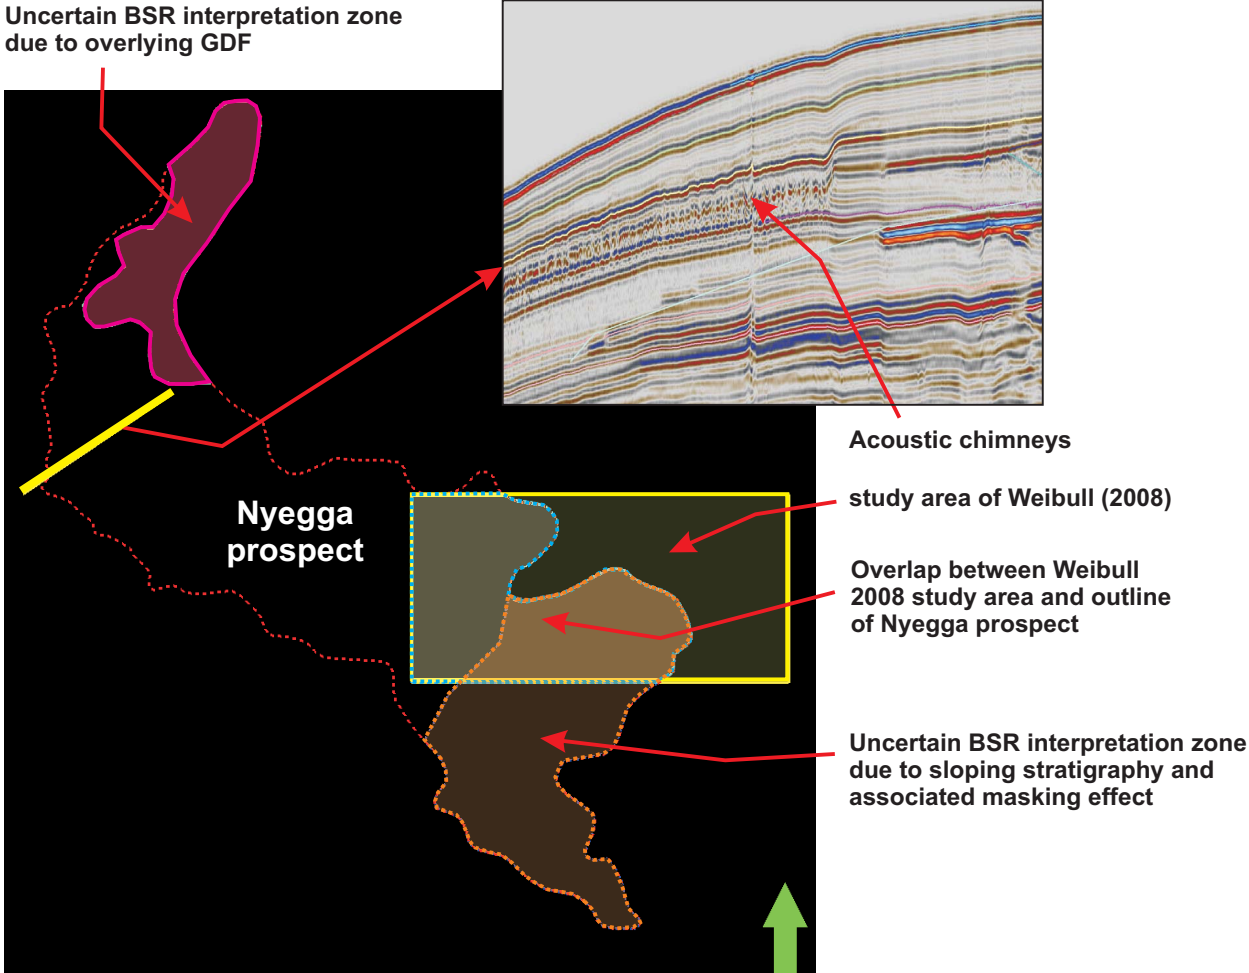 Uncertain BSR interpretation zone
due to overlying GDF
Acoustic chimneys
study area of Weibull (2008)
Nyegga
prospect
Overlap between Weibull
2008 study area and outline
of Nyegga prospect
Uncertain BSR interpretation zone
due to sloping stratigraphy and
associated masking effect